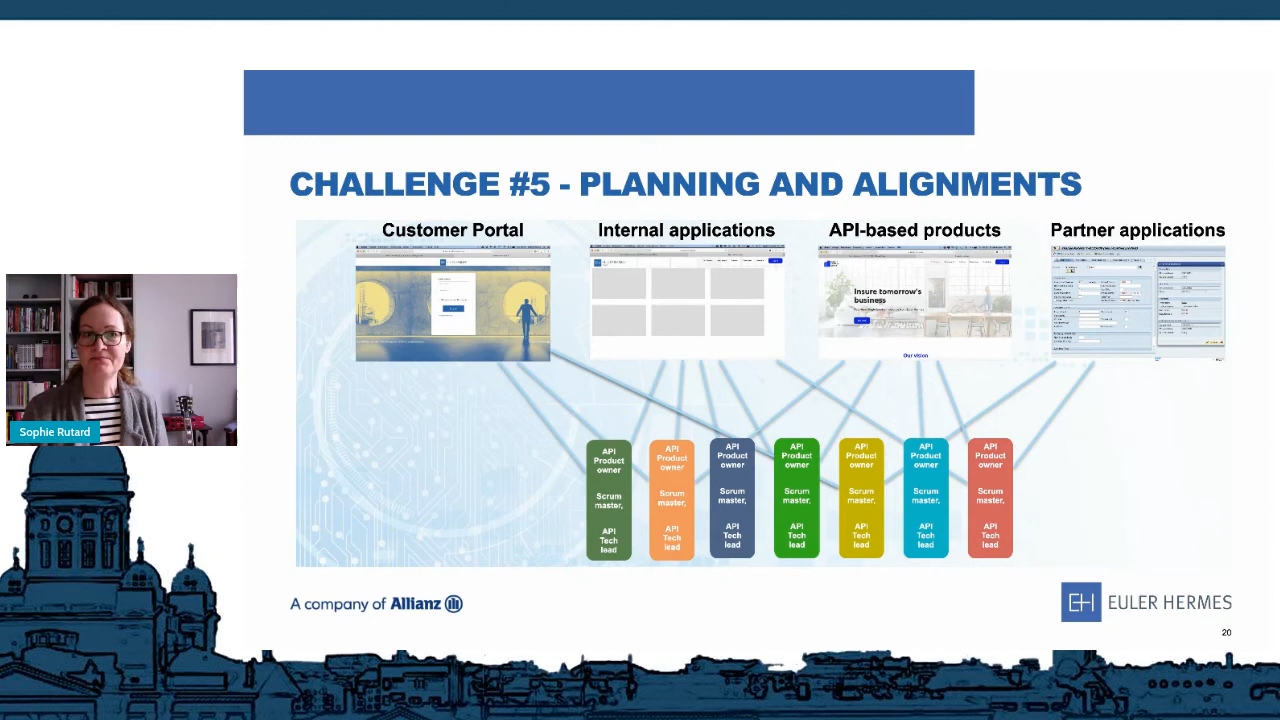 CHALLENGE #5 - PLANNING AND ALIGNMENTS
Customer Portal
Internal applications
API-based products
Partner applications
Insure tomorrow's
business
Our vision
Sophie Rutard
API
Product
owner
Scrum
master,
API
Tech
lead
API
Product
owner
Scrum
master,
API
Tech
lead
API
Product
owner
Scrum
master,
API
Tech
lead
API
Product
owner
Scrum
master,
API
Tech
lead
API
Product
owner
Scrum
master,
API
Tech
lead
API
Product
owner
Scrum
master,
API
Tech
lead
API
Product
owner
Scrum
master,
API
Tech
lead
A company of Allianz
EH EULER HERMES
20